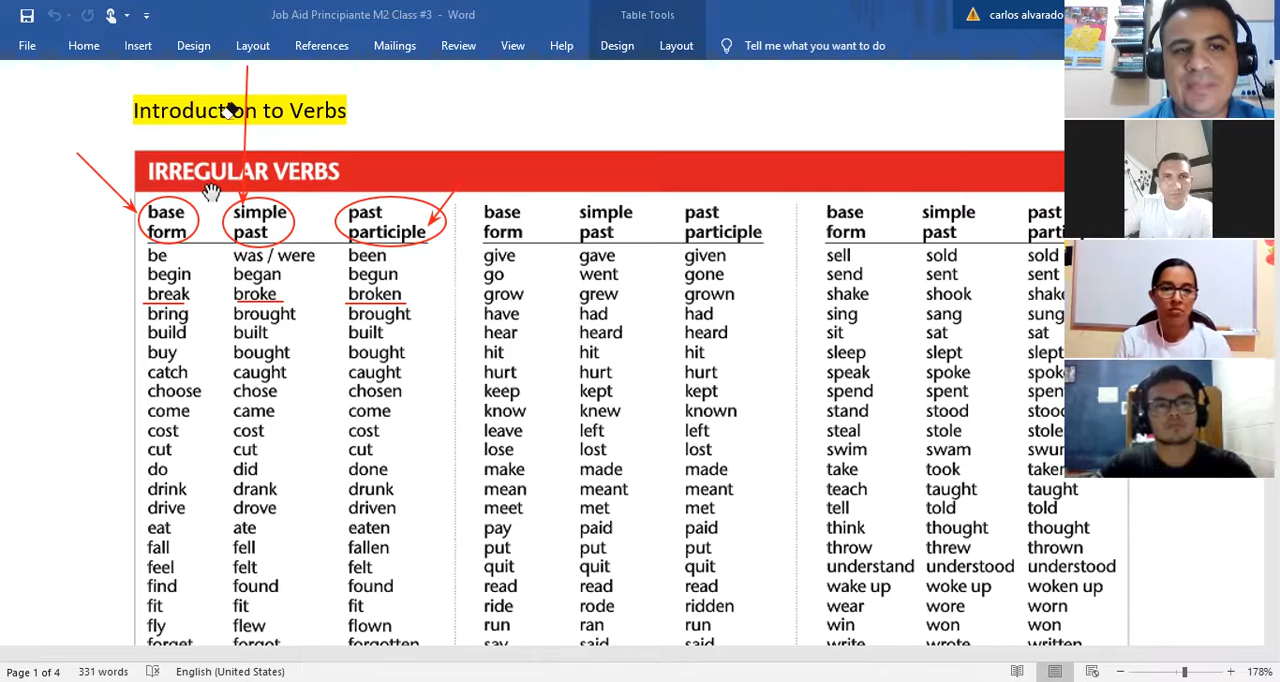 Job Aid Principiante M2 Class #3 - Word
Table Tools
carlos alvarado
File Home Insert Design Layout References Mailings Review View Help Design Layout Tell me what you want to do
Introduction to Verbs
IRREGULAR VERBS
base form simple past past participle base form simple past past participle base form simple past past
be was / were been give gave given sell sold sold
begin began begun go went gone send sent sent
break broke broken grow grew grown shake shook
bring brought brought have had had sing sang sung
build built built hear heard heard sit sat sat
buy bought bought hit hit hit sleep slept slept
catch caught caught hurt hurt hurt speak spoke
choose chose chosen keep kept kept spend spent
come came come know knew known stand stood
cost cost cost leave left left steal stole
cut cut cut lose lost lost swim swam
do did done make made made take took taken
drink drank drunk mean meant meant teach taught taught
drive drove driven meet met met tell told told
eat ate eaten pay paid paid think thought thought
fall fell fallen put put put throw threw thrown
feel felt felt quit quit quit understand understood understood
find found found read read read wake up woke up woken up
fit fit fit ride rode ridden wear wore worn
fly flew flown run ran run win won won
forget forgot forgotten say said said write wrote written
Page 1 of 4 331 words English (United States) 178%